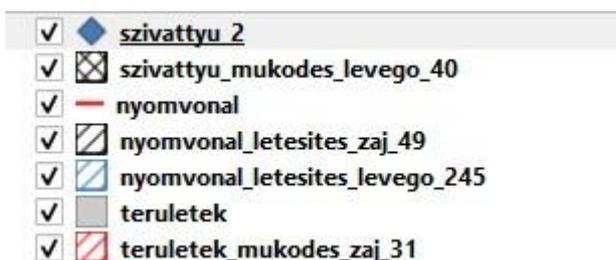 szivattyu_2
szivattyu_mukodes_levego_40
nyomvonal
nyomvonal_letesites_zaj_49
nyomvonal_letesites_levego_245
teruletek
teruletek_mukodes_zaj_31